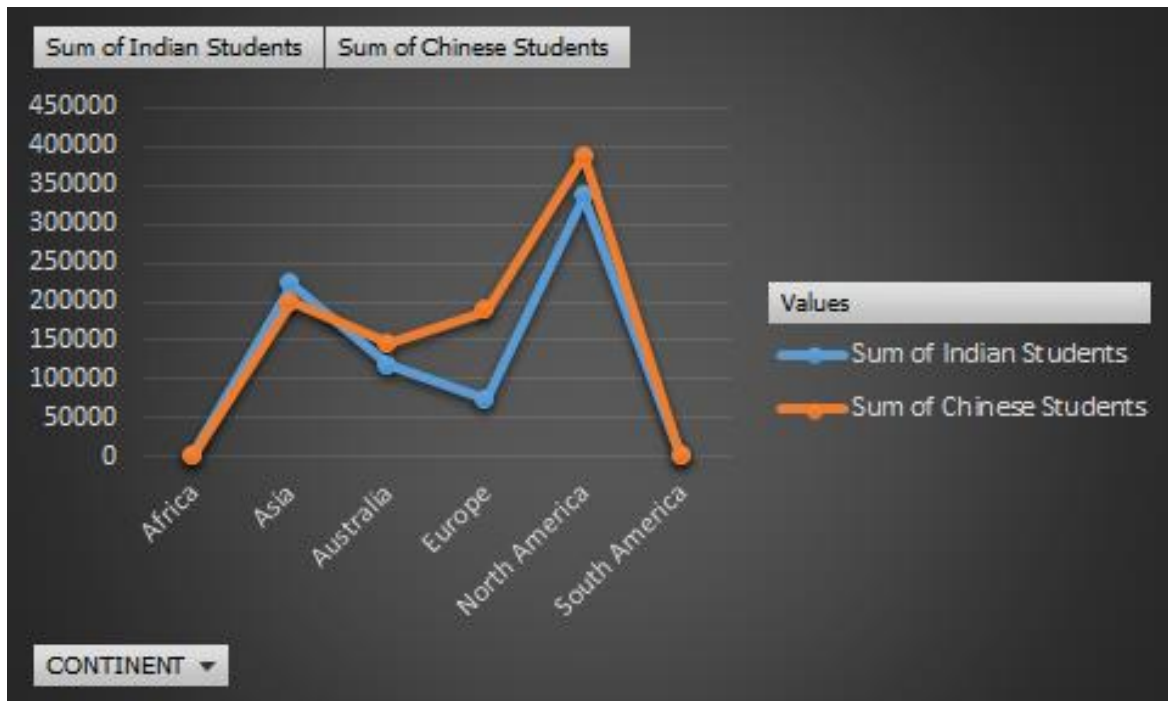 Sum of Indian Students Sum of Chinese Students
450000
400000
350000
300000
250000
200000
150000
100000
50000
0
Africa
Asia
Australia
Europe
North America
South America
Values
Sum of Indian Students
Sum of Chinese Students
CONTINENT